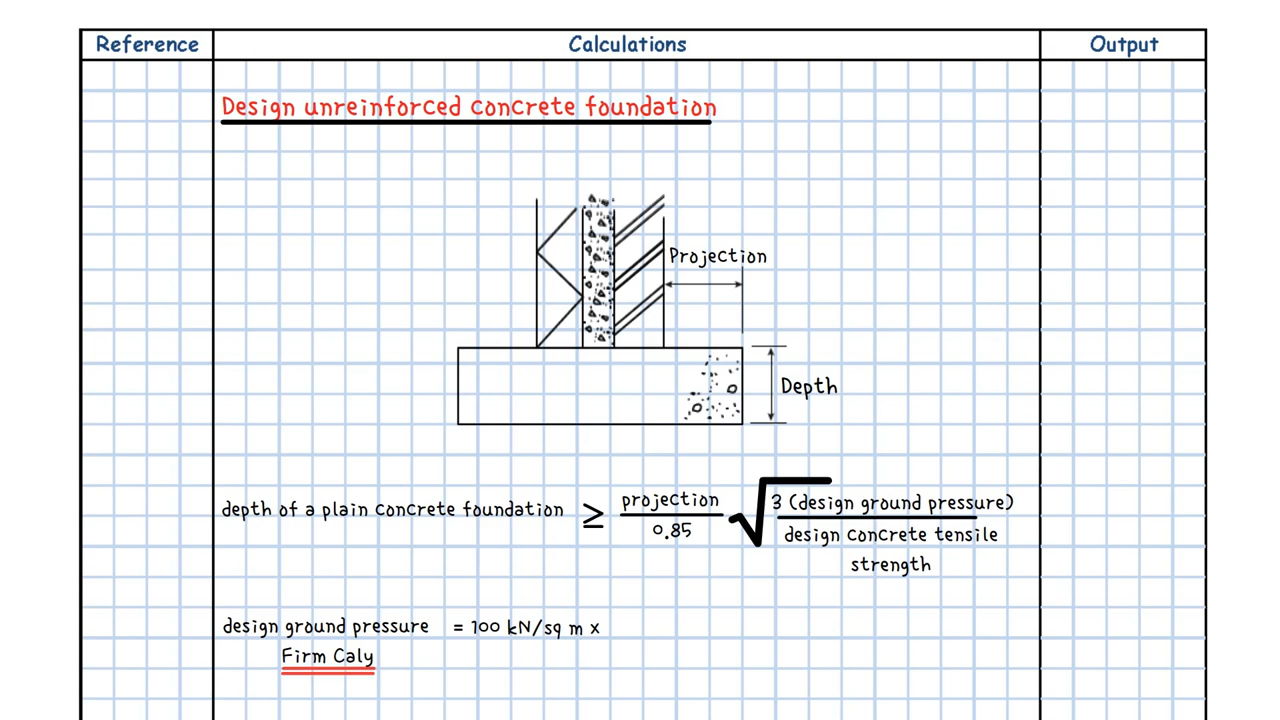 Reference Calculations Output
Design unreinforced concrete foundation
Projection
Depth
depth of a plain concrete foundation ≥ projection / 0.85 √ 3 (design ground pressure)
design concrete tensile
strength
design ground pressure = 100 kN/sq m x
Firm Caly